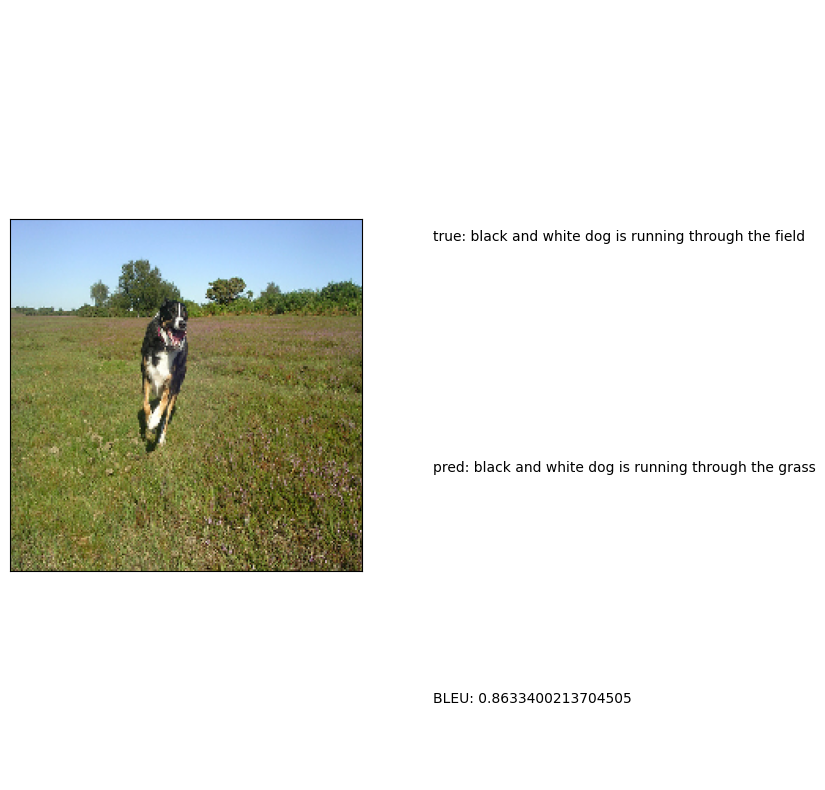 true: black and white dog is running through the field
pred: black and white dog is running through the grass
BLEU: 0.8633400213704505